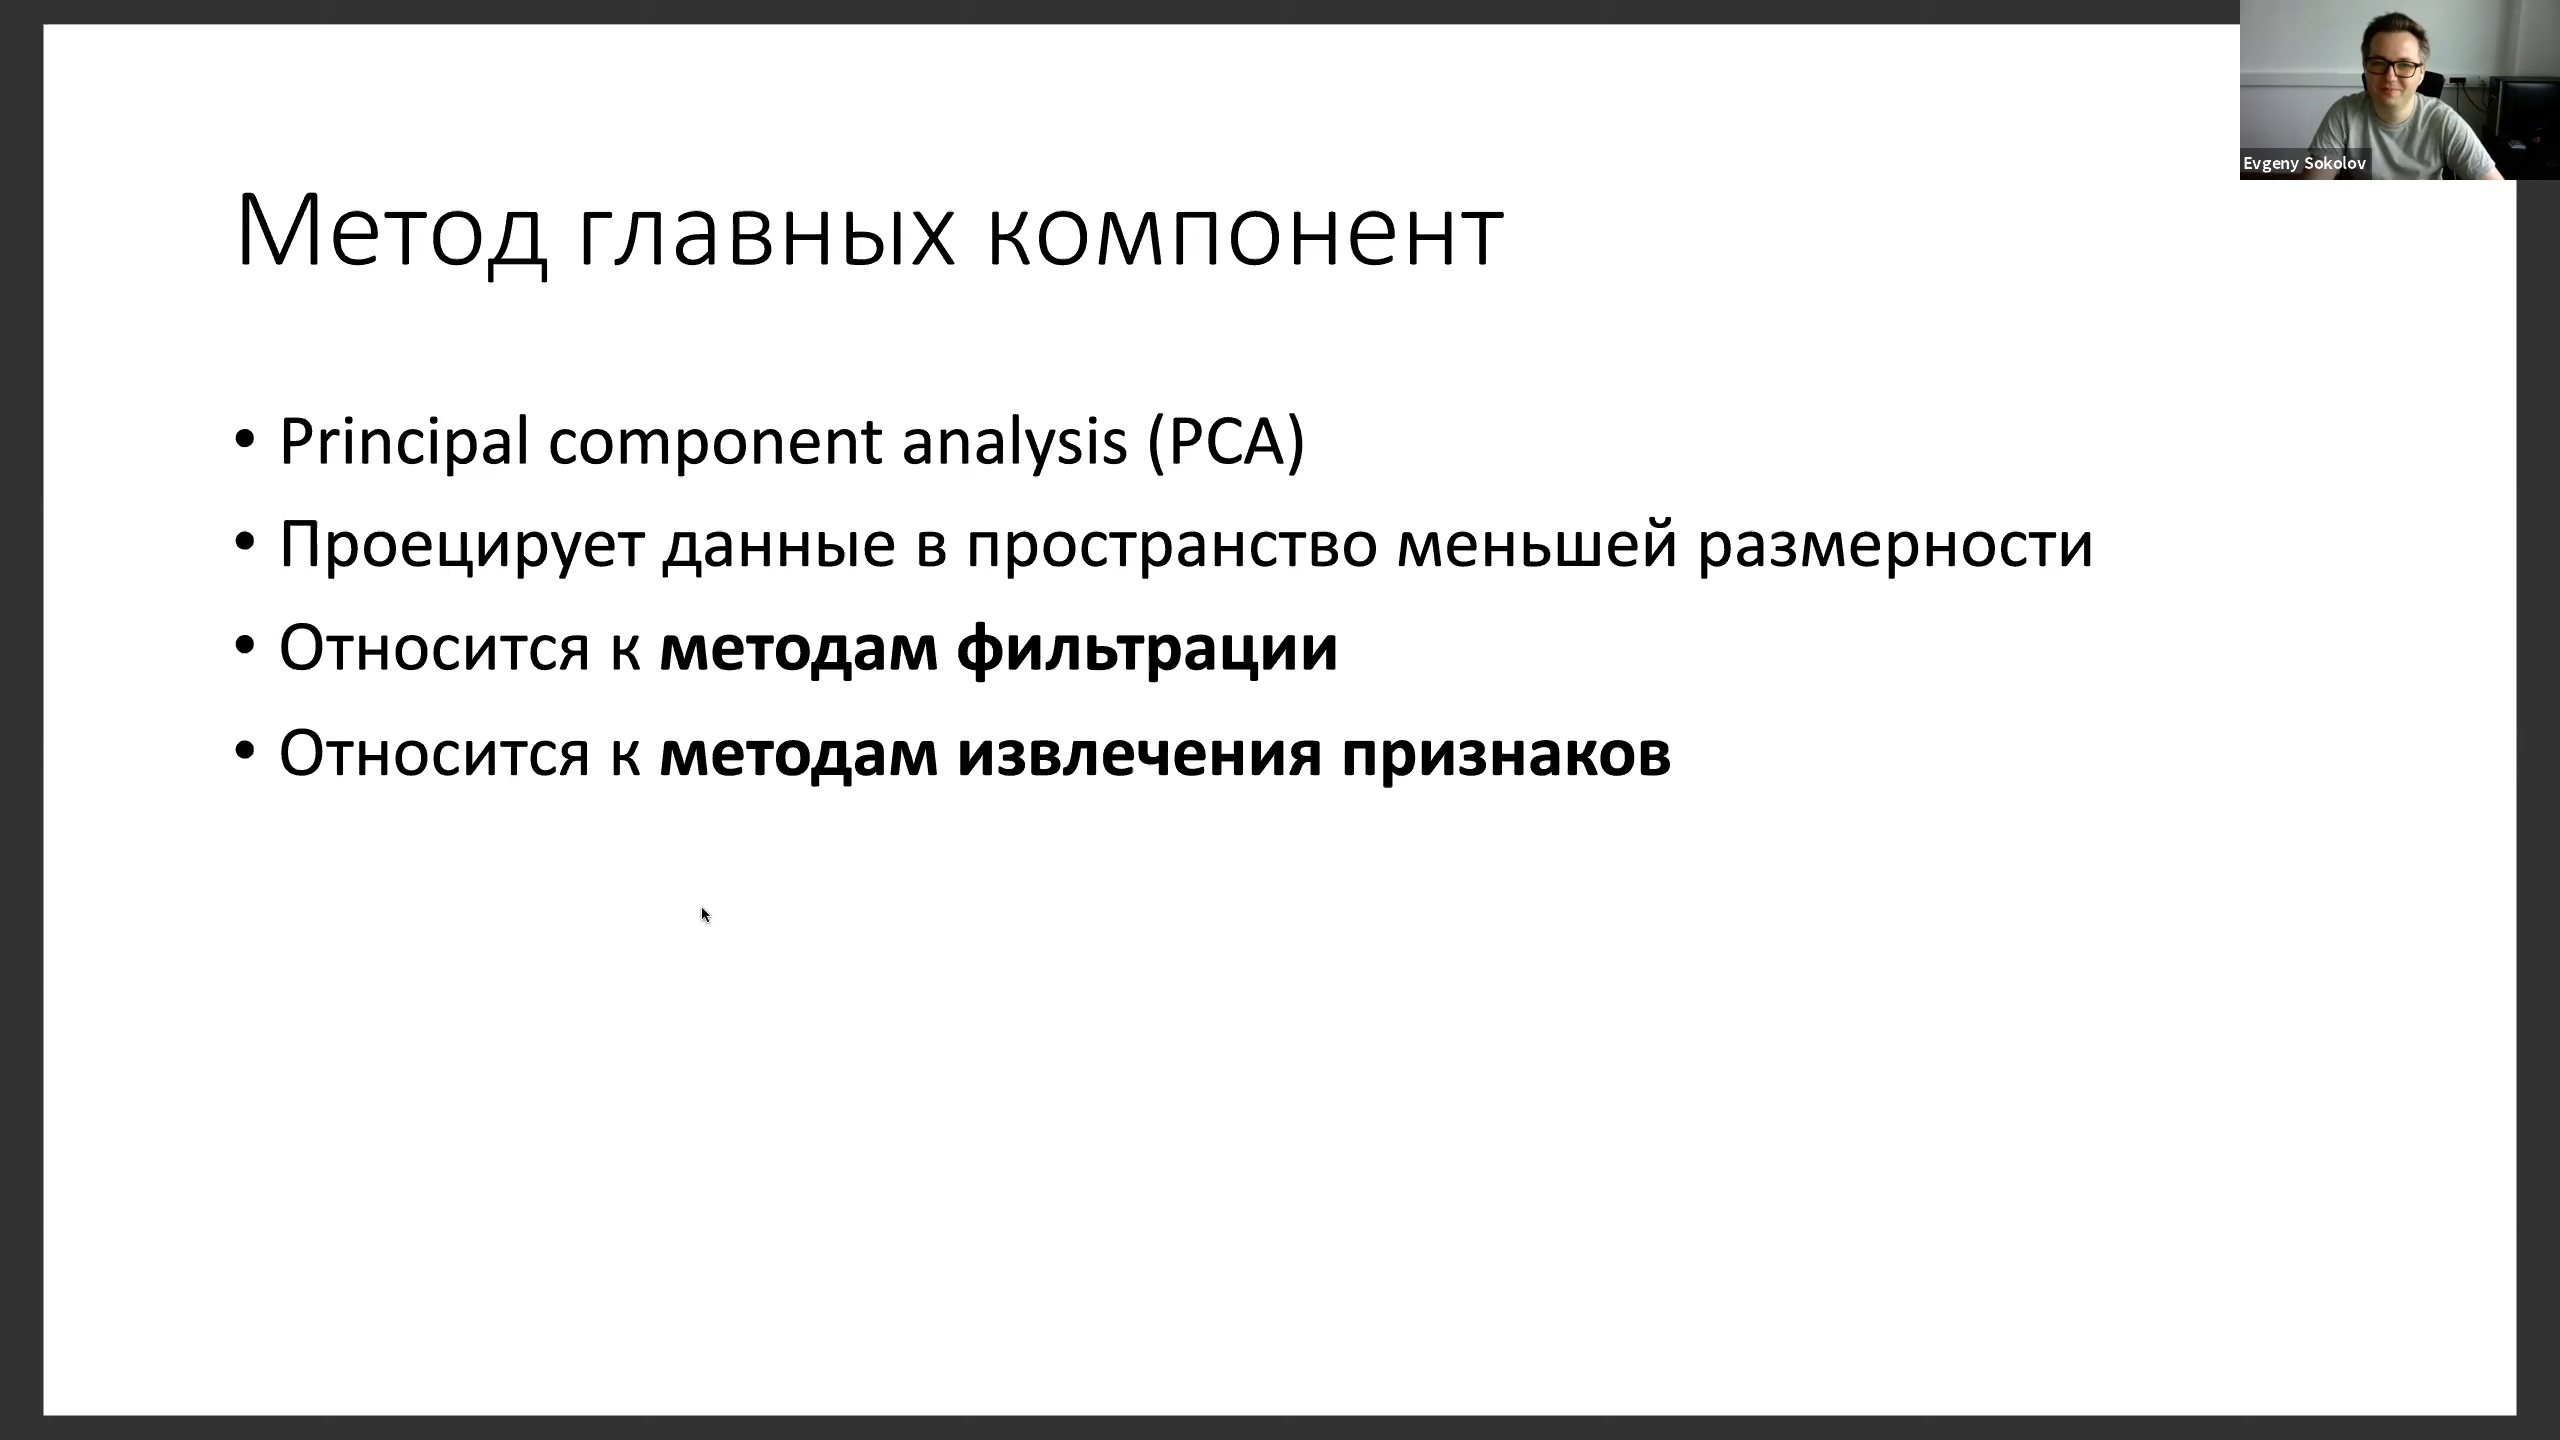 Evgeny Sokolov
Метод главных компонент
• Principal component analysis (PCA)
• Проецирует данные в пространство меньшей размерности
• Относится к методам фильтрации
• Относится к методам извлечения признаков